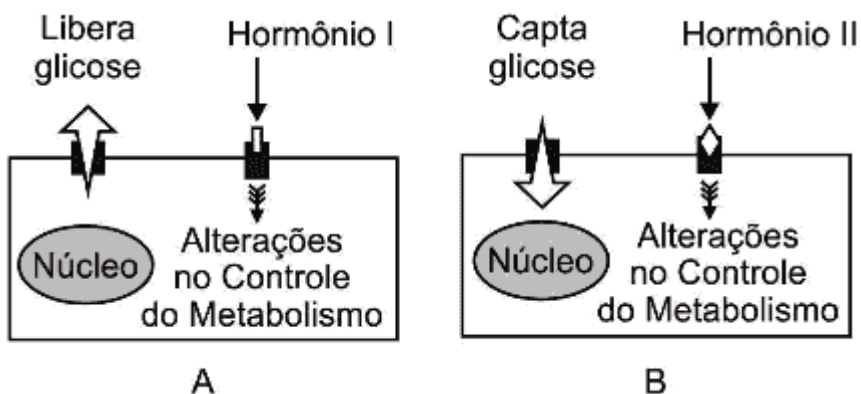 Libera
glicose
Hormônio I
Núcleo
Alterações
no Controle
do Metabolismo
A
Capta
glicose
Hormônio II
Núcleo
Alterações
no Controle
do Metabolismo
B